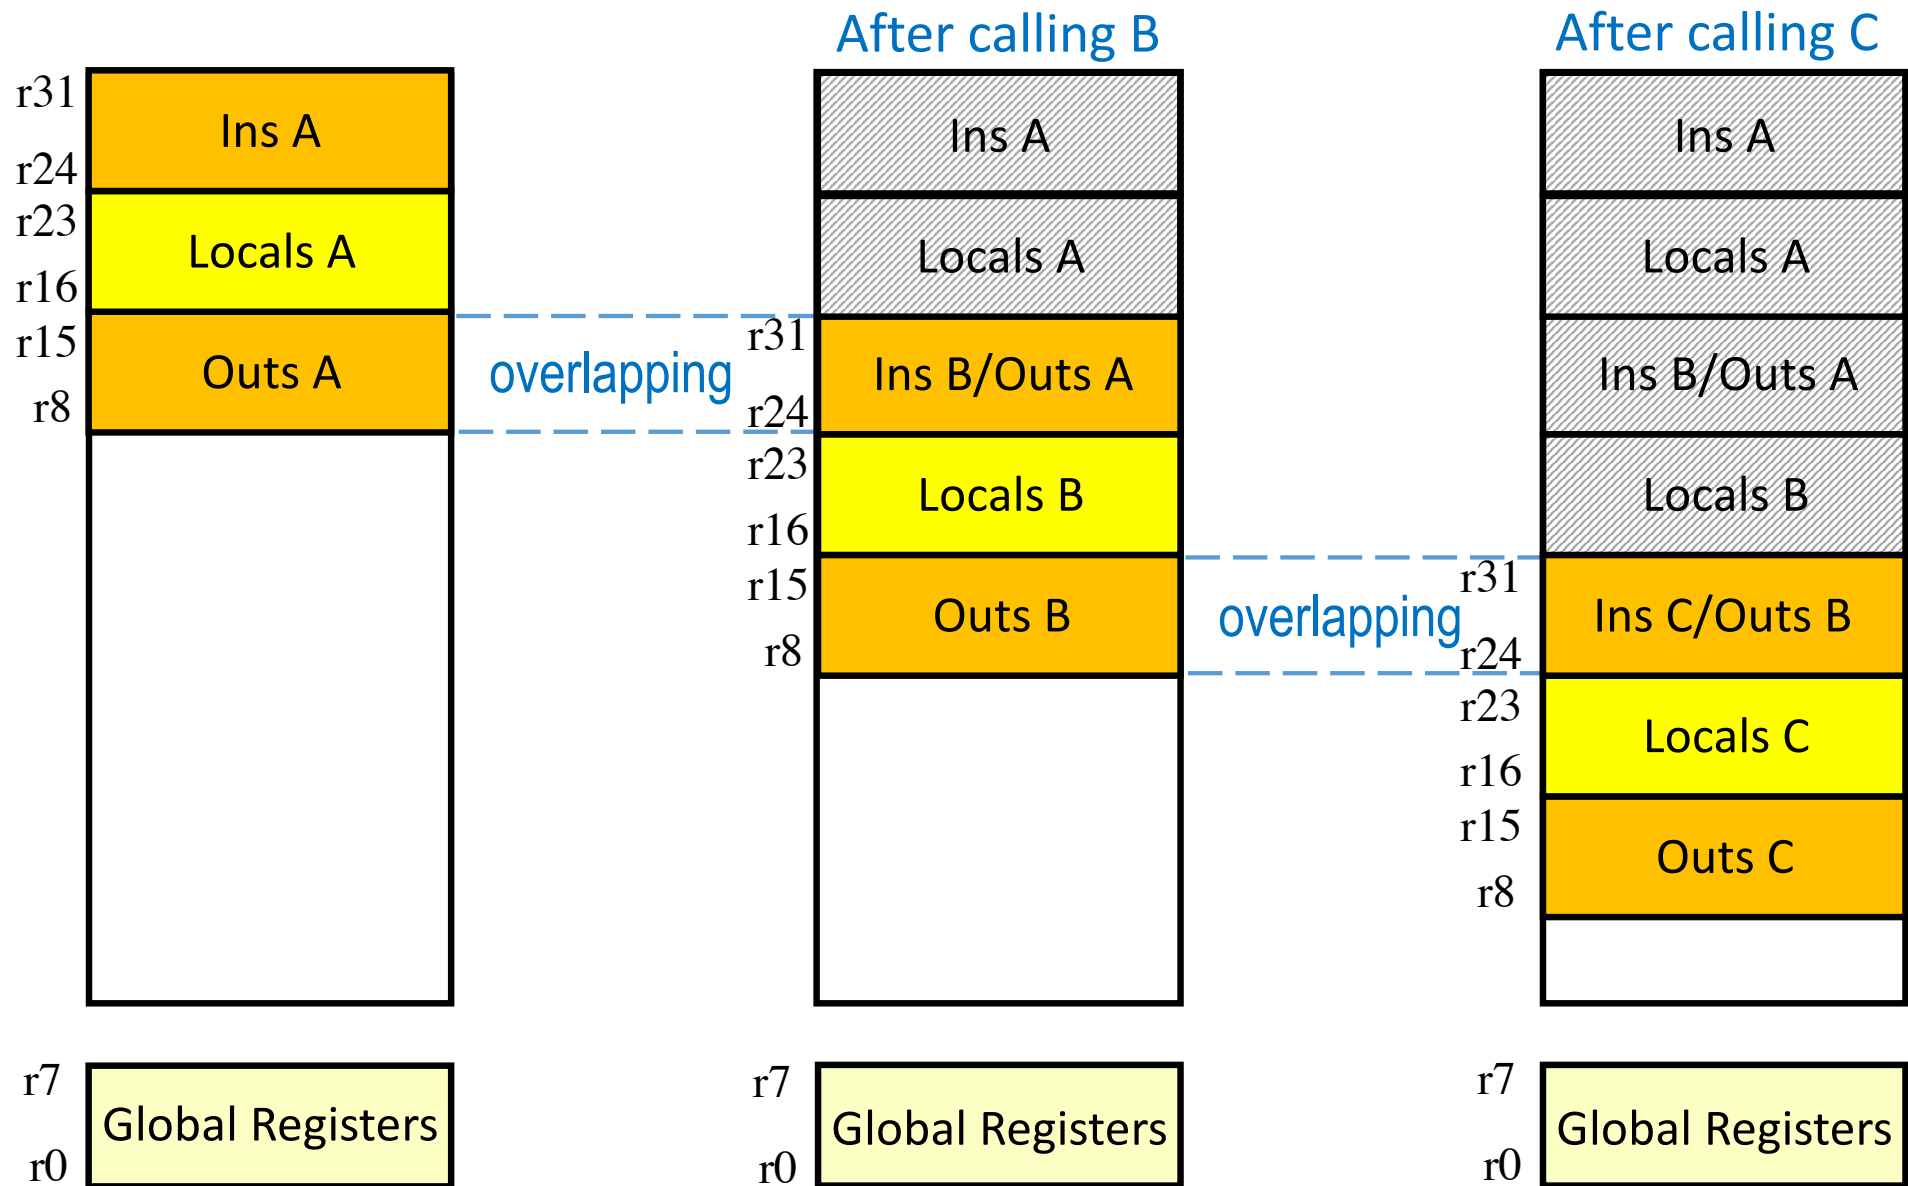 After calling B
After calling C
r31
Ins A
r24
r23
Locals A
r16
r15
Outs A
r8
overlapping
r7
Global Registers
r0
Ins A
Locals A
r31
Ins B/Outs A
r24
r23
Locals B
r16
r15
Outs B
r8
overlapping
r7
Global Registers
r0
Ins A
Locals A
Ins B/Outs A
Locals B
r31
Ins C/Outs B
r24
r23
Locals C
r16
r15
Outs C
r8
r7
Global Registers
r0